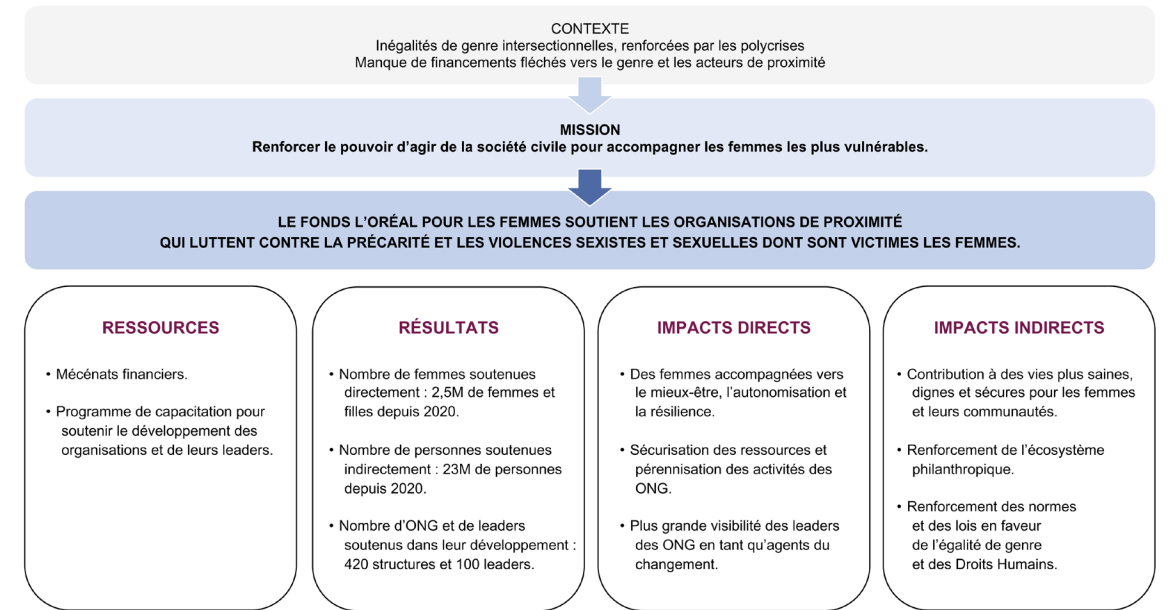 CONTEXTE
Inégalités de genre intersectionnelles, renforcées par les polycrises
Manque de financements fléchés vers le genre et les acteurs de proximité
MISSION
Renforcer le pouvoir d’agir de la société civile pour accompagner les femmes les plus vulnérables.
LE FONDS L’ORÉAL POUR LES FEMMES SOUTIENT LES ORGANISATIONS DE PROXIMITÉ
QUI LUTTENT CONTRE LA PRÉCARITÉ ET LES VIOLENCES SEXISTES ET SEXUELLES DONT SONT VICTIMES LES FEMMES.
RESSOURCES
• Mécénats financiers.
• Programme de capacitation pour
soutenir le développement des
organisations et de leurs leaders.
RÉSULTATS
• Nombre de femmes soutenues
directement : 2,5M de femmes et
filles depuis 2020.
• Nombre de personnes soutenues
indirectement : 23M de personnes
depuis 2020.
• Nombre d’ONG et de leaders
soutenus dans leur développement :
420 structures et 100 leaders.
IMPACTS DIRECTS
• Des femmes accompagnées vers
le mieux-être, l’autonomisation et
la résilience.
• Sécurisation des ressources et
pérennisation des activités des
ONG.
• Plus grande visibilité des leaders
des ONG en tant qu’agents du
changement.
IMPACTS INDIRECTS
• Contribution à des vies plus saines,
dignes et sécures pour les femmes
et leurs communautés.
• Renforcement de l’écosystème
philanthropique.
• Renforcement des normes
et des lois en faveur
de l’égalité de genre
et des Droits Humains.